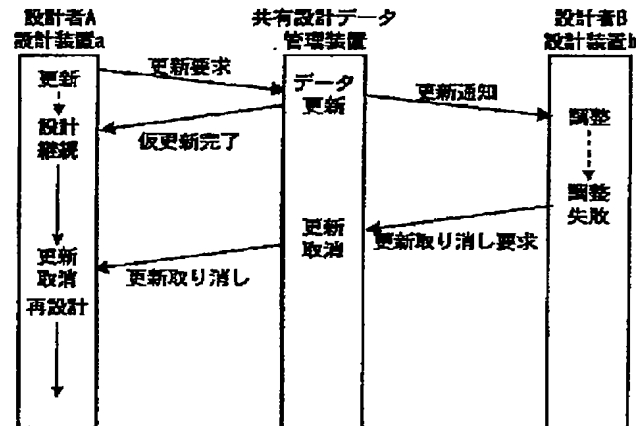 設計者A
設計装置a
共有設計データ
管理装置
設計者B
設計装置b
更新
更新要求
データ
更新
更新通知
設計
継続
仮更新完了
調整
調整
失敗
更新
取消
更新取り消し要求
更新
取消
更新取り消し
再設計